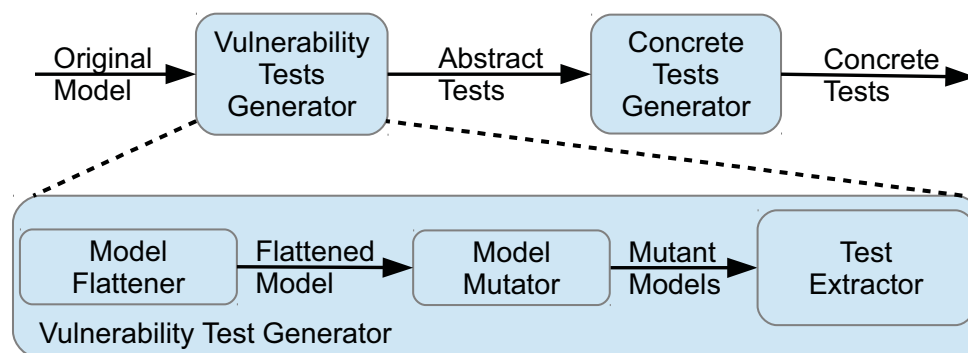 Original
Model
Vulnerability
Tests
Generator
Abstract
Tests
Concrete
Tests
Generator
Concrete
Tests
Model
Flattener
Flattened
Model
Model
Mutator
Mutant
Models
Test
Extractor
Vulnerability Test Generator